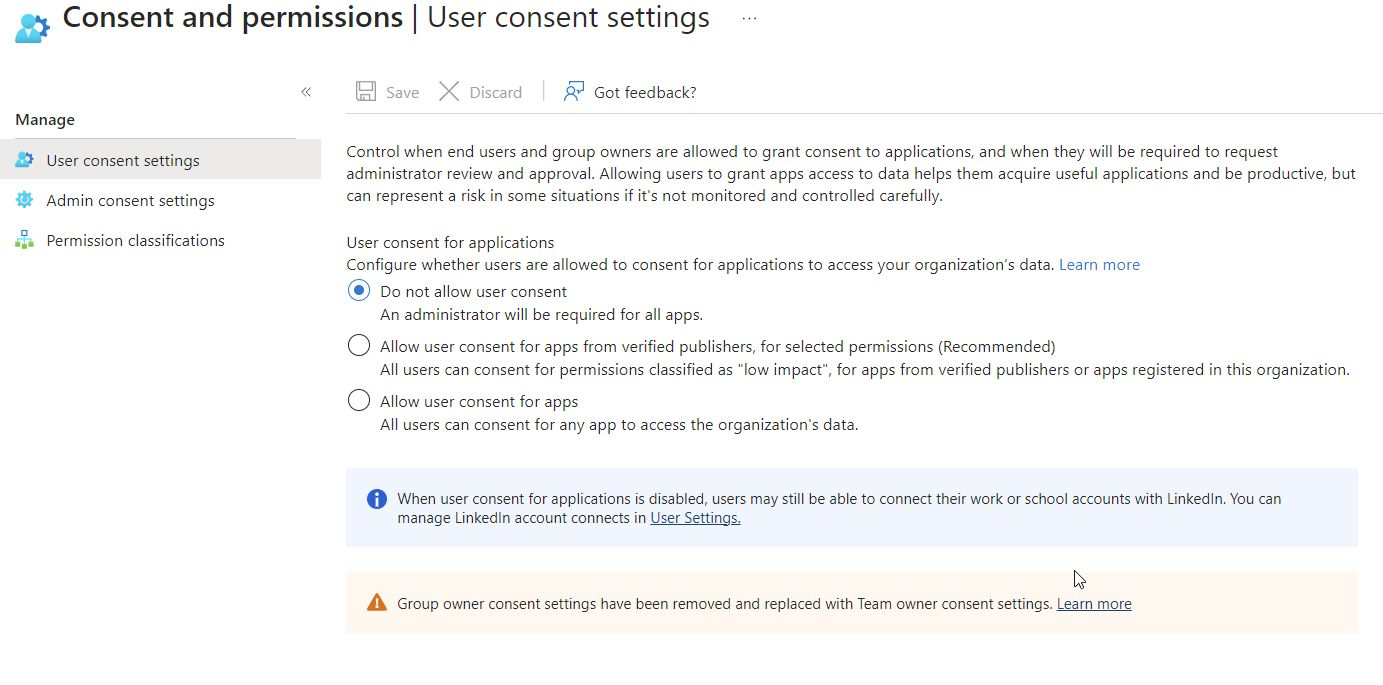 Consent and permissions | User consent settings ...
«
Save Discard Got feedback?
Manage
User consent settings
Admin consent settings
Permission classifications
Control when end users and group owners are allowed to grant consent to applications, and when they will be required to request
administrator review and approval. Allowing users to grant apps access to data helps them acquire useful applications and be productive, but
can represent a risk in some situations if it's not monitored and controlled carefully.
User consent for applications
Configure whether users are allowed to consent for applications to access your organization's data. Learn more
Do not allow user consent
An administrator will be required for all apps.
Allow user consent for apps from verified publishers, for selected permissions (Recommended)
All users can consent for permissions classified as "low impact", for apps from verified publishers or apps registered in this organization.
Allow user consent for apps
All users can consent for any app to access the organization's data.
When user consent for applications is disabled, users may still be able to connect their work or school accounts with LinkedIn. You can
manage LinkedIn account connects in User Settings.
Group owner consent settings have been removed and replaced with Team owner consent settings. Learn more